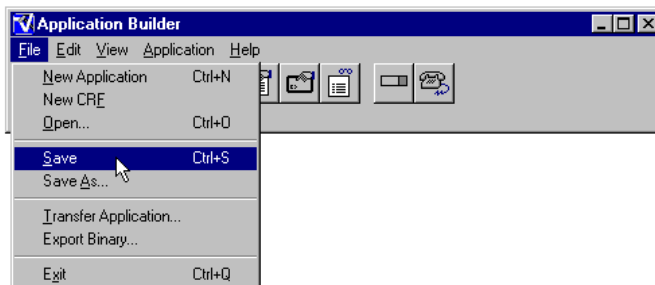 Application Builder
File Edit View Application Help
New Application Ctrl+N
New CRF
Open... Ctrl+O
Save Ctrl+S
Save As...
Transfer Application...
Export Binary...
Exit Ctrl+Q